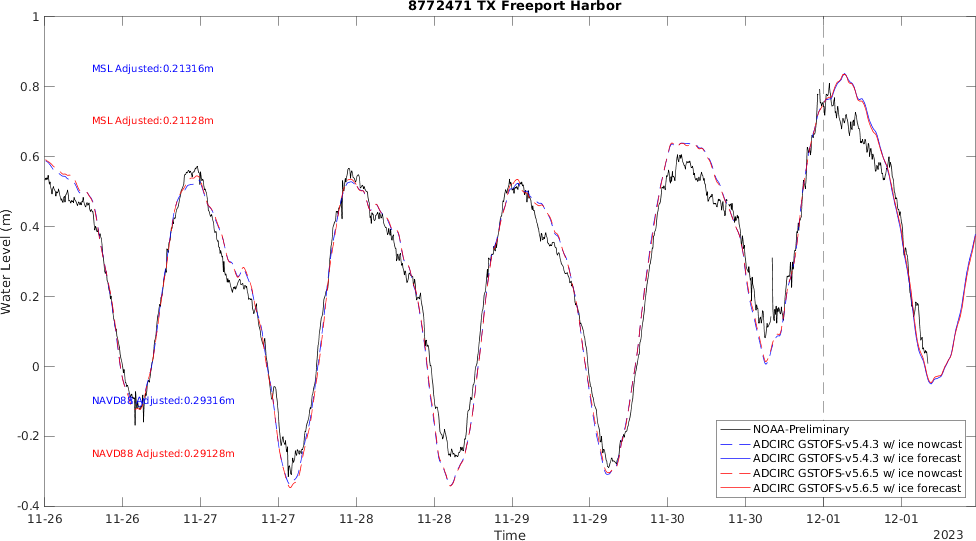 8772471 TX Freeport Harbor
1
0.8
0.6
0.4
0.2
0
-0.2
-0.4
Water Level (m)
MSL Adjusted:0.21316m
MSL Adjusted:0.21128m
NAVD88 Adjusted:0.29316m
NAVD88 Adjusted:0.29128m
NOAA-Preliminary
ADCIRC GSTOFS-v5.4.3 w/ ice nowcast
ADCIRC GSTOFS-v5.4.3 w/ ice forecast
ADCIRC GSTOFS-v5.6.5 w/ ice nowcast
ADCIRC GSTOFS-v5.6.5 w/ ice forecast
11-26 11-26 11-27 11-27 11-28 11-28 11-29 11-29 11-30 11-30 12-01 12-01
Time
2023